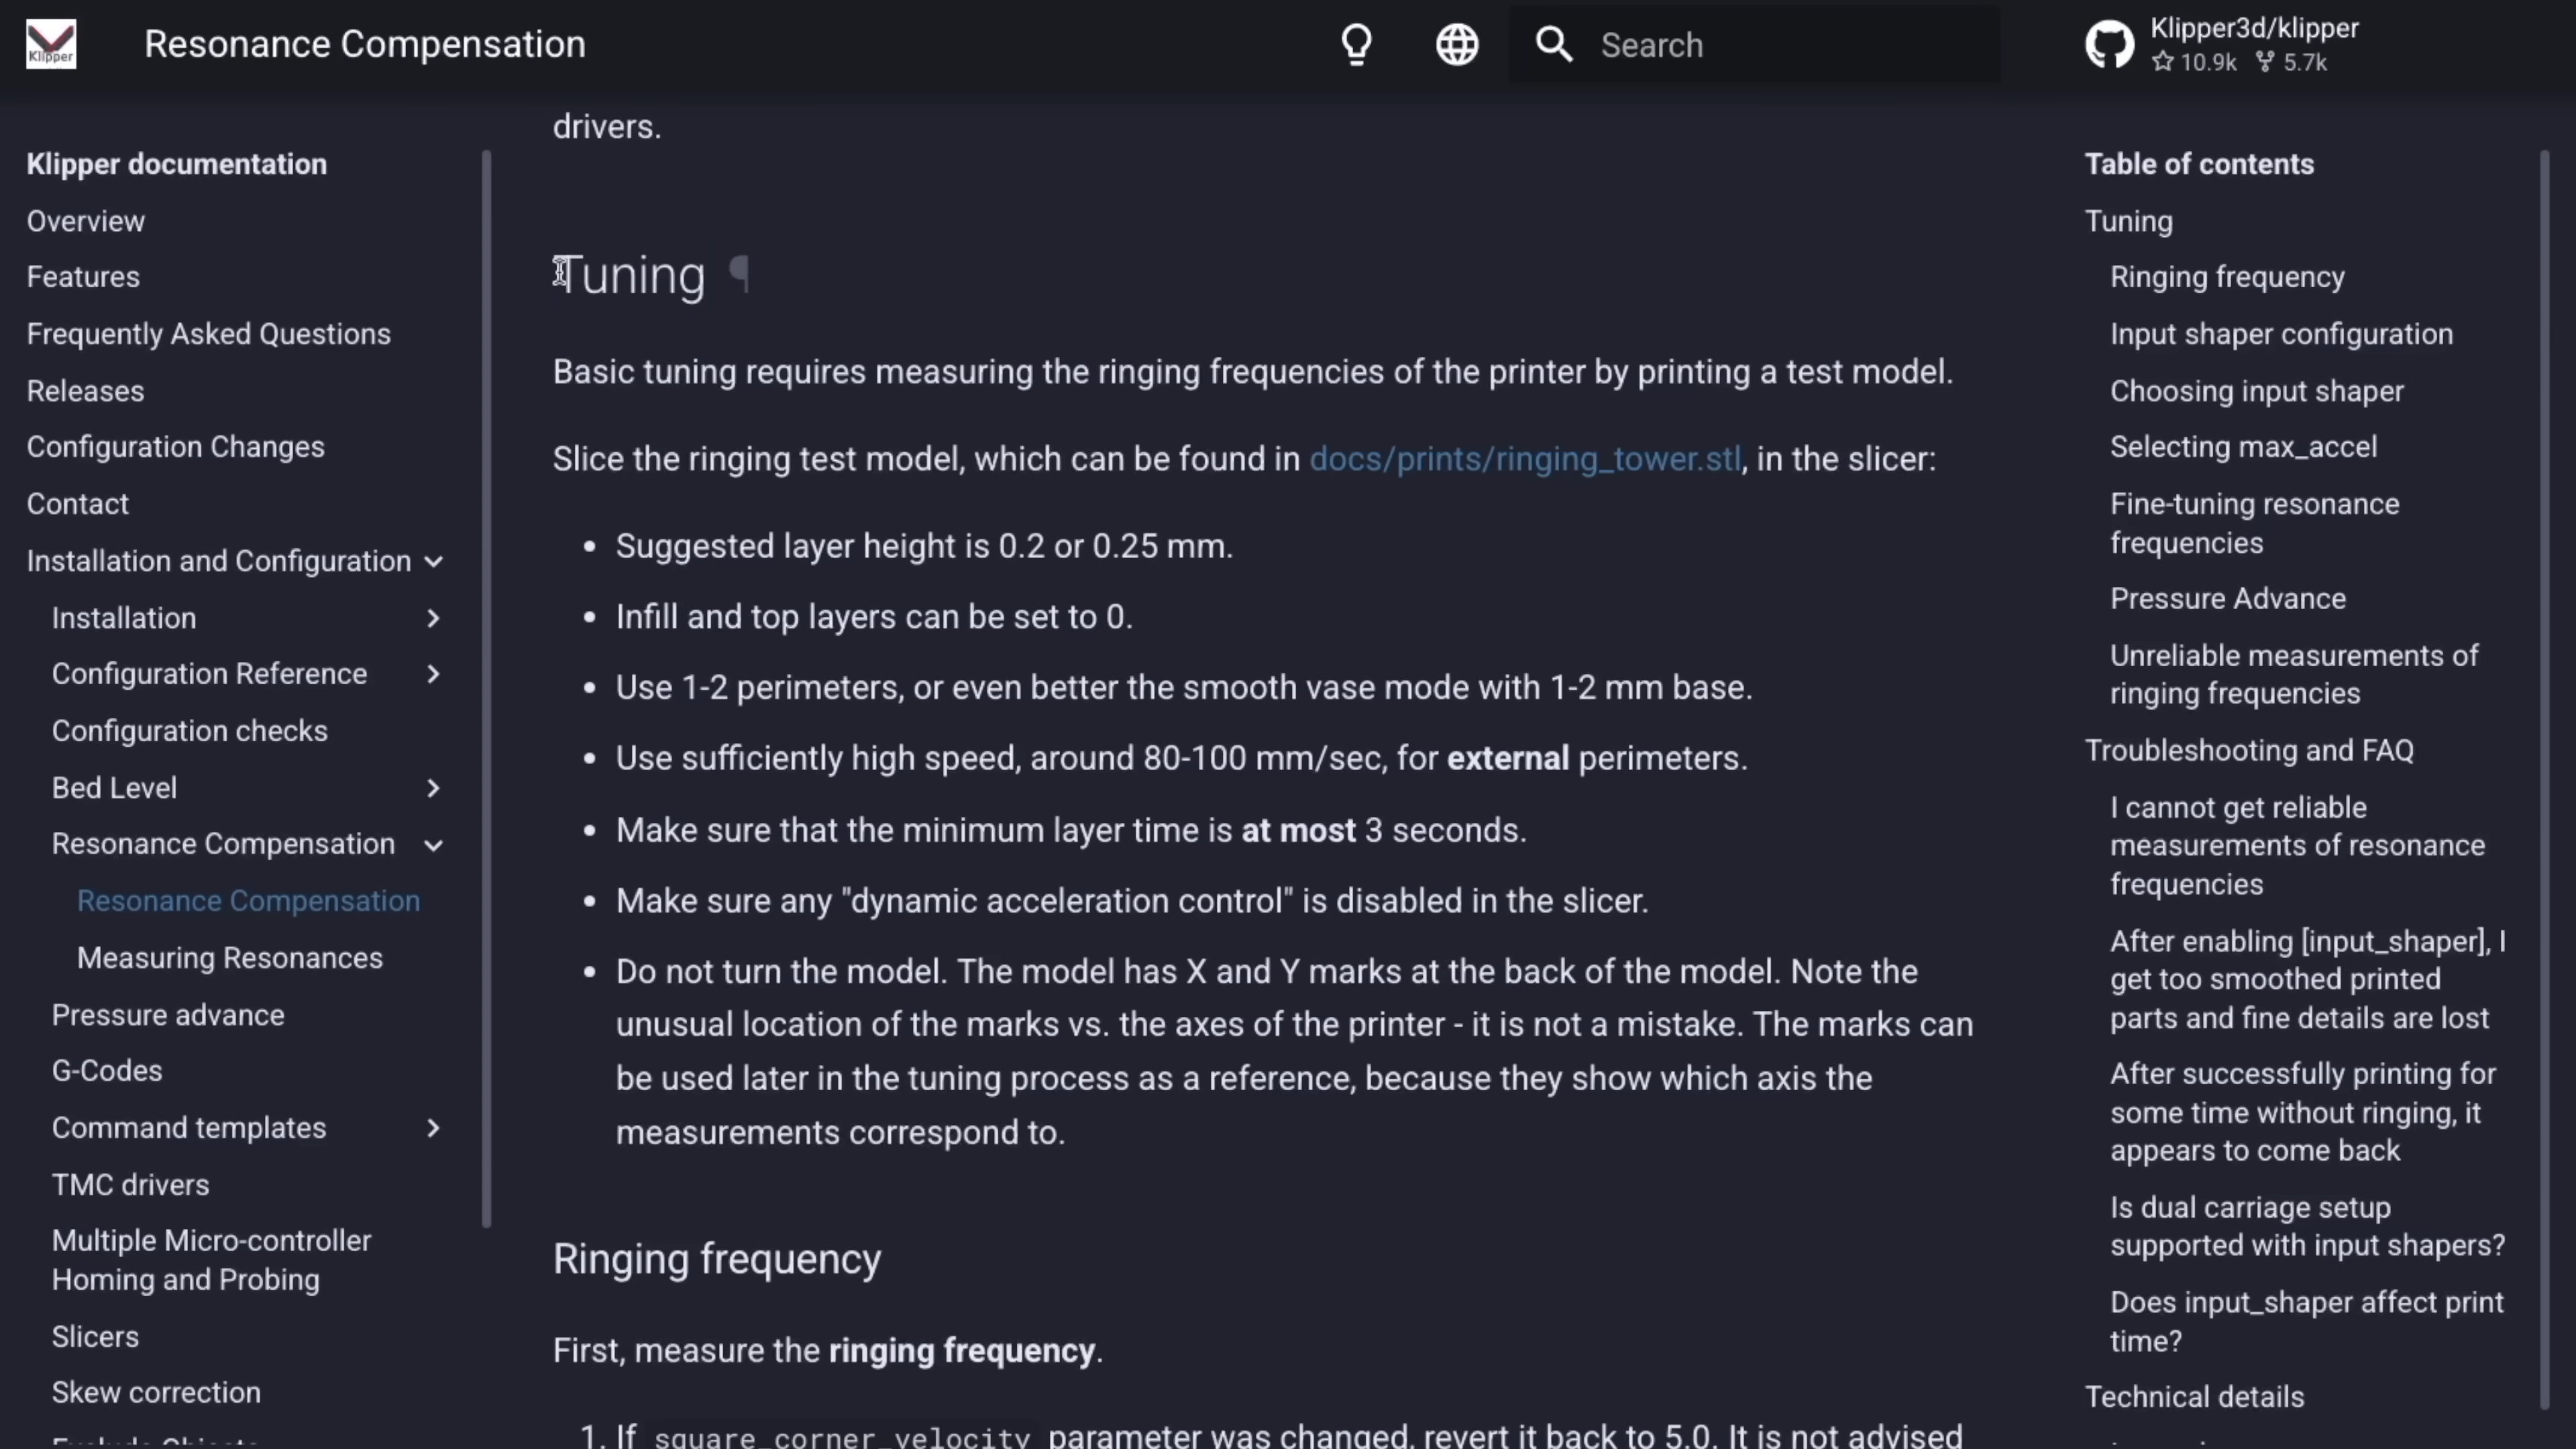 Klipper
Resonance Compensation
Search
Klipper3d/klipper
10.9k 5.7k
Klipper documentation
Overview
Features
Frequently Asked Questions
Releases
Configuration Changes
Contact
Installation and Configuration
Installation
Configuration Reference
Configuration checks
Bed Level
Resonance Compensation
Resonance Compensation
Measuring Resonances
Pressure advance
G-Codes
Command templates
TMC drivers
Multiple Micro-controller
Homing and Probing
Slicers
Skew correction
drivers.
Tuning ¶
Basic tuning requires measuring the ringing frequencies of the printer by printing a test model.
Slice the ringing test model, which can be found in docs/prints/ringing_tower.stl, in the slicer:
• Suggested layer height is 0.2 or 0.25 mm.
• Infill and top layers can be set to 0.
• Use 1-2 perimeters, or even better the smooth vase mode with 1-2 mm base.
• Use sufficiently high speed, around 80-100 mm/sec, for external perimeters.
• Make sure that the minimum layer time is at most 3 seconds.
• Make sure any "dynamic acceleration control" is disabled in the slicer.
• Do not turn the model. The model has X and Y marks at the back of the model. Note the
unusual location of the marks vs. the axes of the printer - it is not a mistake. The marks can
be used later in the tuning process as a reference, because they show which axis the
measurements correspond to.
Ringing frequency
First, measure the ringing frequency.
1. If square_corner_velocity parameter was changed, revert it back to 5.0. It is not advised
Table of contents
Tuning
Ringing frequency
Input shaper configuration
Choosing input shaper
Selecting max_accel
Fine-tuning resonance
frequencies
Pressure Advance
Unreliable measurements of
ringing frequencies
Troubleshooting and FAQ
I cannot get reliable
measurements of resonance
frequencies
After enabling [input_shaper], I
get too smoothed printed
parts and fine details are lost
After successfully printing for
some time without ringing, it
appears to come back
Is dual carriage setup
supported with input shapers?
Does input_shaper affect print
time?
Technical details